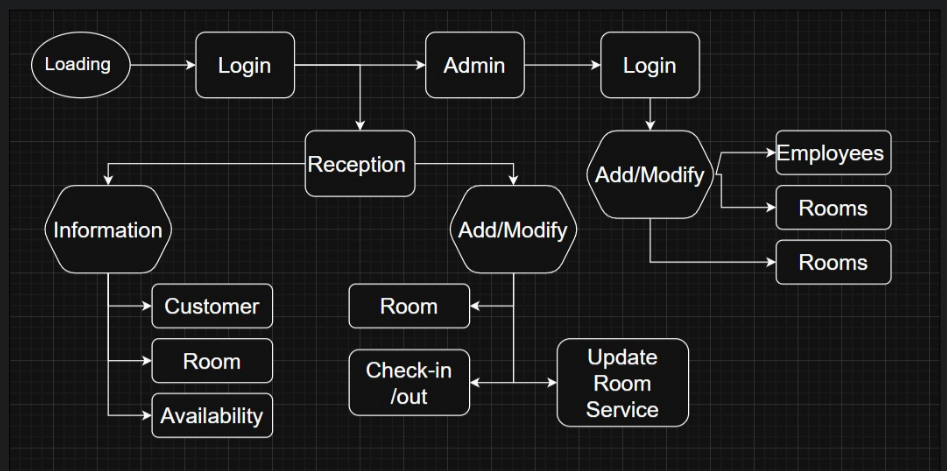 Loading
Login
Admin
Login
Reception
Add/Modify
Employees
Rooms
Rooms
Information
Add/Modify
Customer
Room
Availability
Room
Check-in
/out
Update
Room
Service